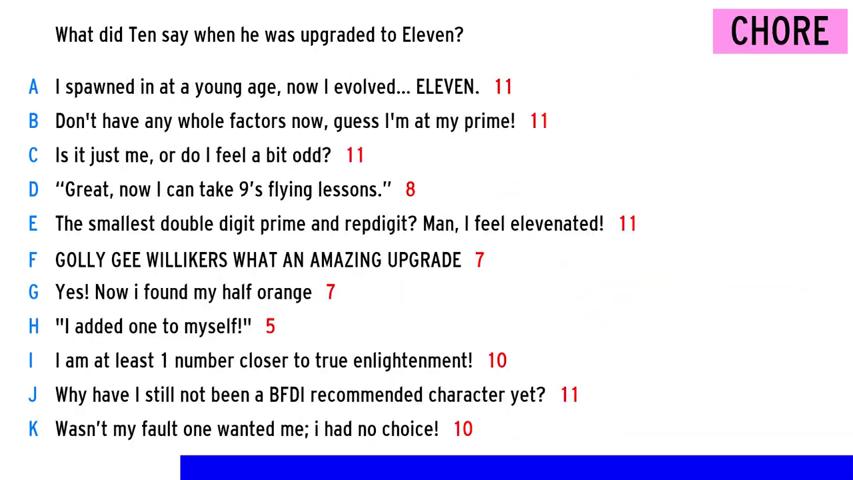 What did Ten say when he was upgraded to Eleven?
CHORE
A I spawned in at a young age, now I evolved... ELEVEN. 11
B Don't have any whole factors now, guess I'm at my prime! 11
C Is it just me, or do I feel a bit odd? 11
D “Great, now I can take 9’s flying lessons.” 8
E The smallest double digit prime and repdigit? Man, I feel elevenated! 11
F GOLLY GEE WILLIKERS WHAT AN AMAZING UPGRADE 7
G Yes! Now i found my half orange 7
H "I added one to myself!" 5
I I am at least 1 number closer to true enlightenment! 10
J Why have I still not been a BFDI recommended character yet? 11
K Wasn’t my fault one wanted me; i had no choice! 10